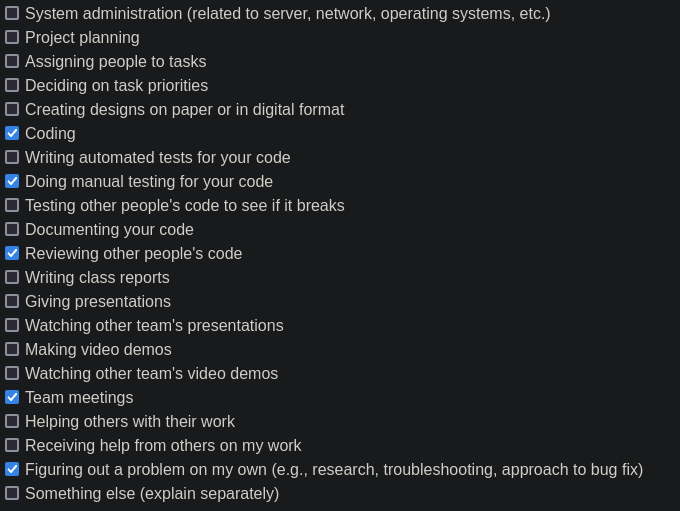 System administration (related to server, network, operating systems, etc.)
Project planning
Assigning people to tasks
Deciding on task priorities
Creating designs on paper or in digital format
Coding
Writing automated tests for your code
Doing manual testing for your code
Testing other people's code to see if it breaks
Documenting your code
Reviewing other people's code
Writing class reports
Giving presentations
Watching other team's presentations
Making video demos
Watching other team's video demos
Team meetings
Helping others with their work
Receiving help from others on my work
Figuring out a problem on my own (e.g., research, troubleshooting, approach to bug fix)
Something else (explain separately)